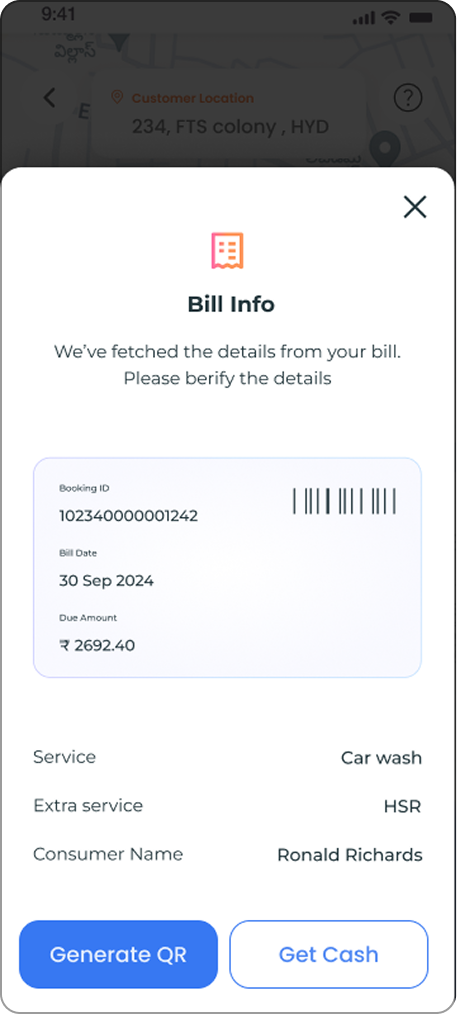 9:41
విల్లాస్
E
Customer Location
?
234, FTS colony , HYD
Bill Info
We've fetched the details from your bill.
Please berify the details
Booking ID
102340000001242
Bill Date
30 Sep 2024
Due Amount
₹ 2692.40
Service Car wash
Extra service HSR
Consumer Name Ronald Richards
Generate QR Get Cash